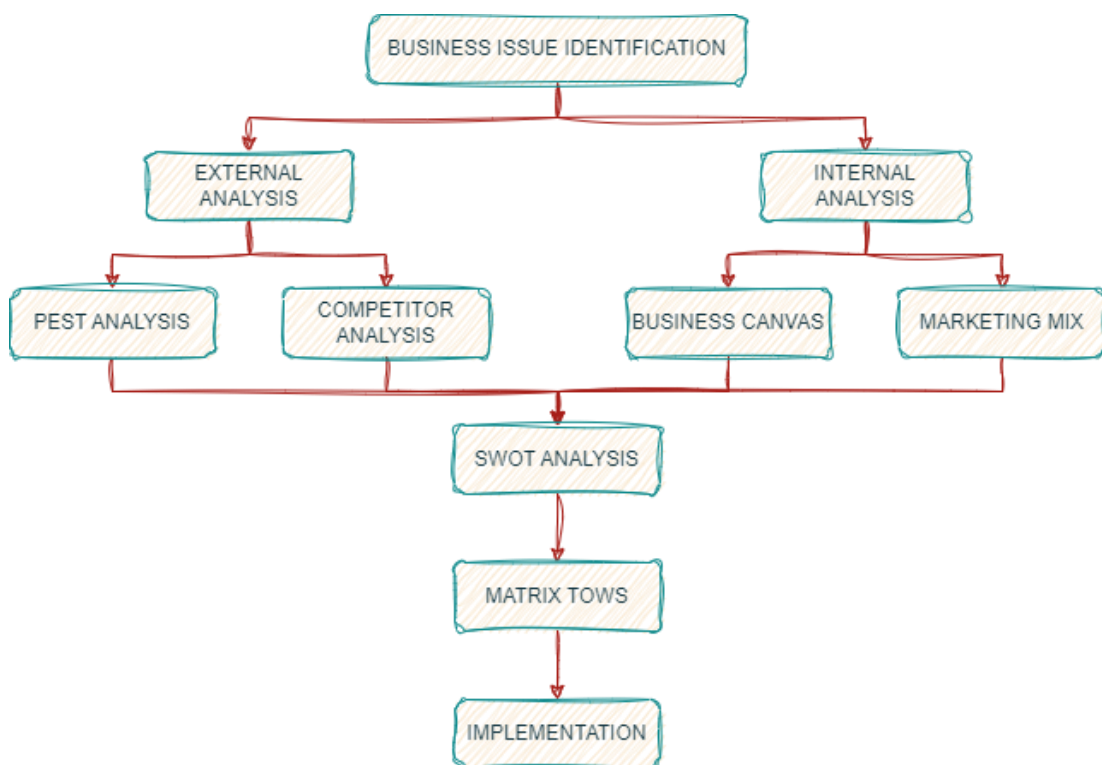 BUSINESS ISSUE IDENTIFICATION
EXTERNAL
ANALYSIS
INTERNAL
ANALYSIS
PEST ANALYSIS
COMPETITOR
ANALYSIS
BUSINESS CANVAS
MARKETING MIX
SWOT ANALYSIS
MATRIX TOWS
IMPLEMENTATION